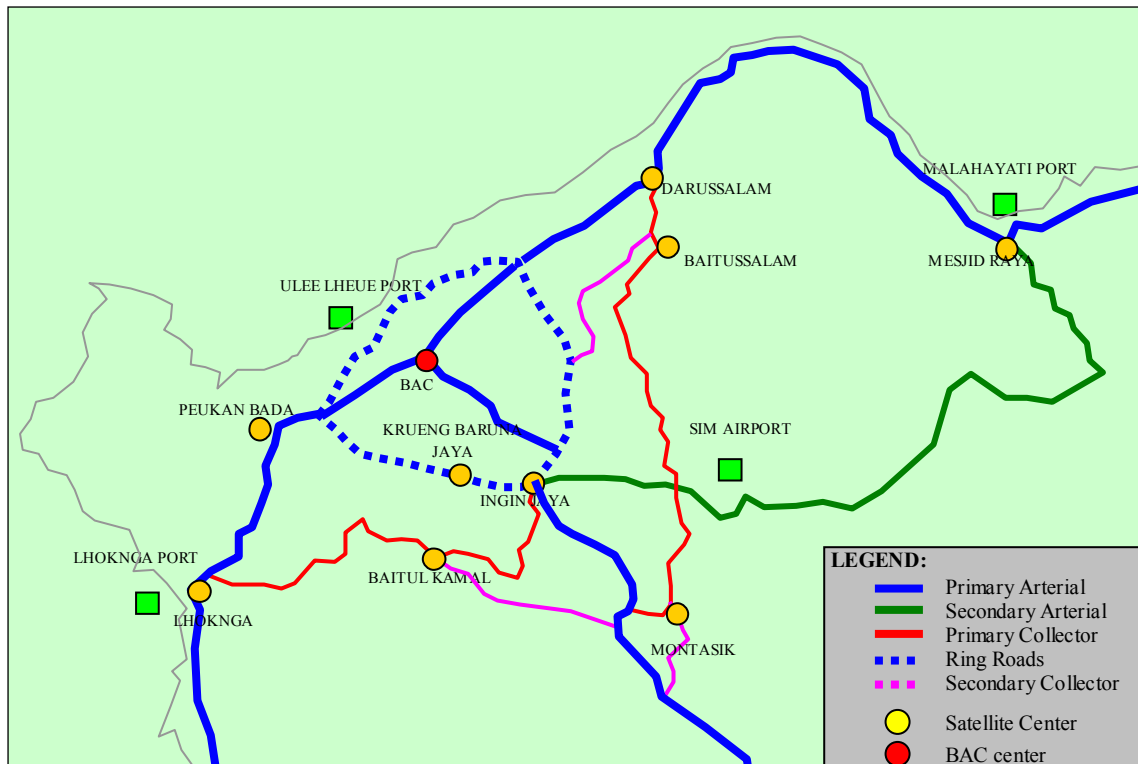 MALAHAYATI PORT
DARUSSALAM
BAITUSSALAM
MESJID RAYA
ULEE LHEUE PORT
BAC
PEUKAN BADA
KRUENG BARUNA
JAYA
SIM AIRPORT
INGIN JAYA
LHOKNGA PORT
BAITUL KAMAL
LHOKNGA
MONTASIK
LEGEND:
Primary Arterial
Secondary Arterial
Primary Collector
Ring Roads
Secondary Collector
Satellite Center
BAC center